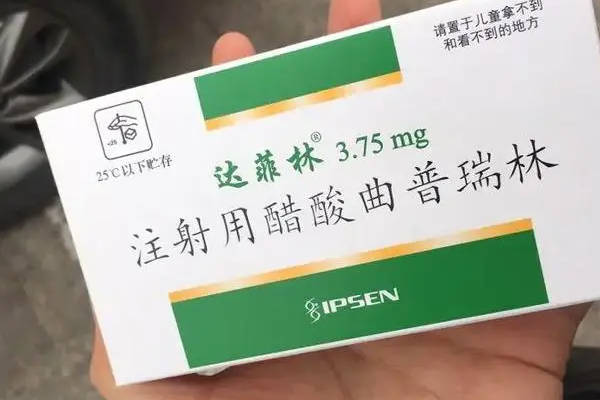 请置于儿童拿不到
和看不到的地方
<25
25℃以下贮存
达菲林® 3.75 mg
注射用醋酸曲普瑞林
IPSEN